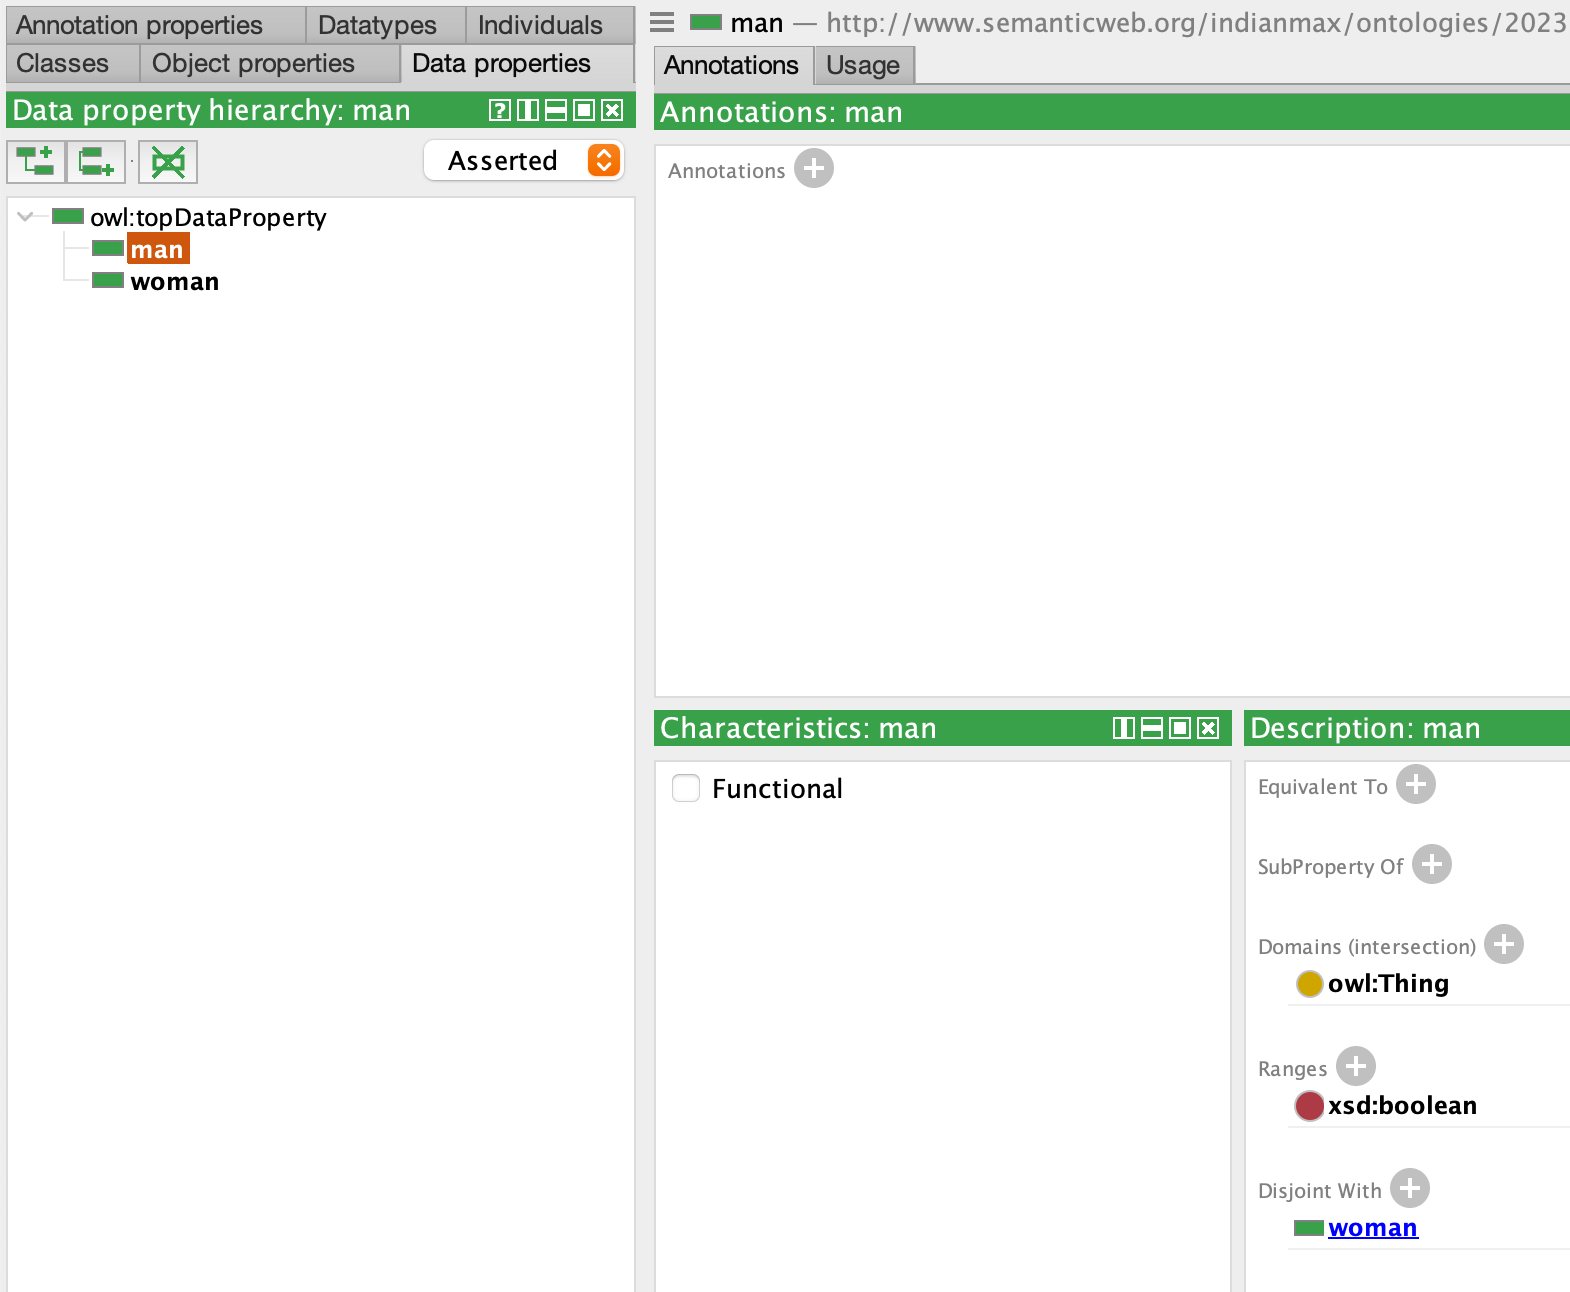 Annotation properties Datatypes Individuals
Classes Object properties Data properties
Data property hierarchy: man
Asserted
owl:topDataProperty
man
woman
man — http://www.semanticweb.org/indianmax/ontologies/2023
Annotations Usage
Annotations: man
Annotations
Characteristics: man
Functional
Description: man
Equivalent To
SubProperty Of
Domains (intersection)
owl:Thing
Ranges
xsd:boolean
Disjoint With
woman